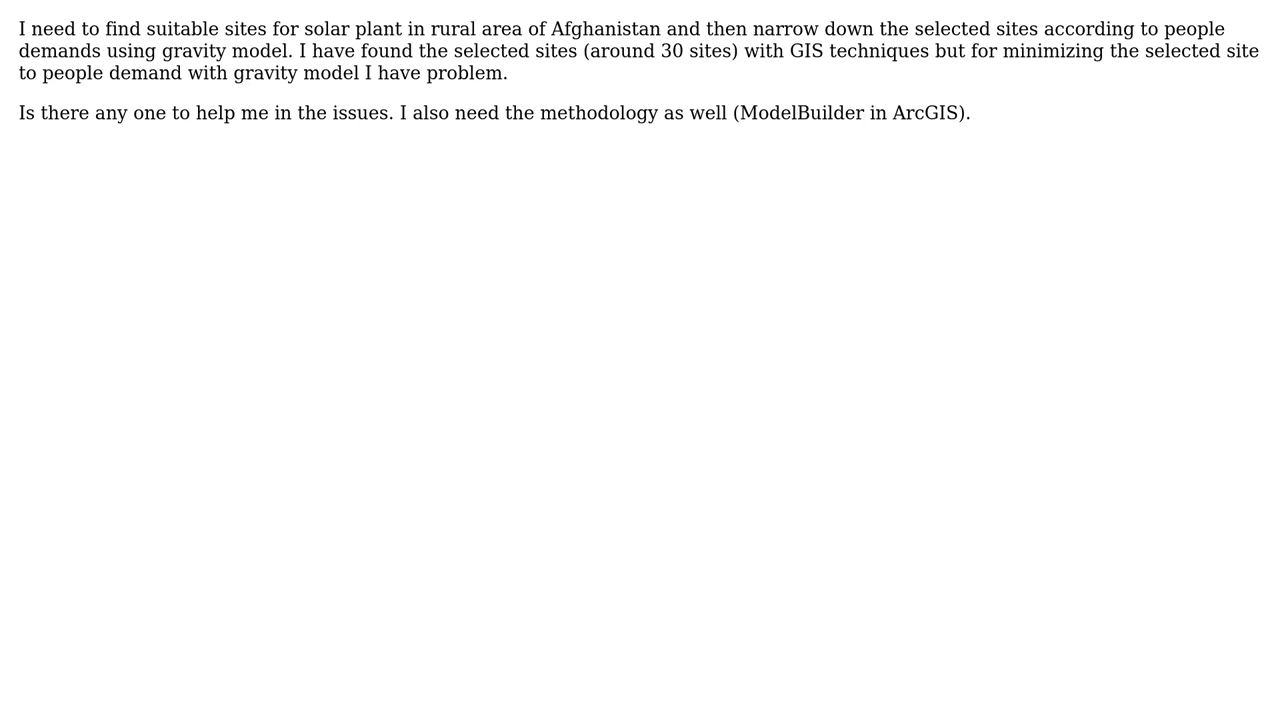 I need to find suitable sites for solar plant in rural area of Afghanistan and then narrow down the selected sites according to people
demands using gravity model. I have found the selected sites (around 30 sites) with GIS techniques but for minimizing the selected site
to people demand with gravity model I have problem.
Is there any one to help me in the issues. I also need the methodology as well (ModelBuilder in ArcGIS).